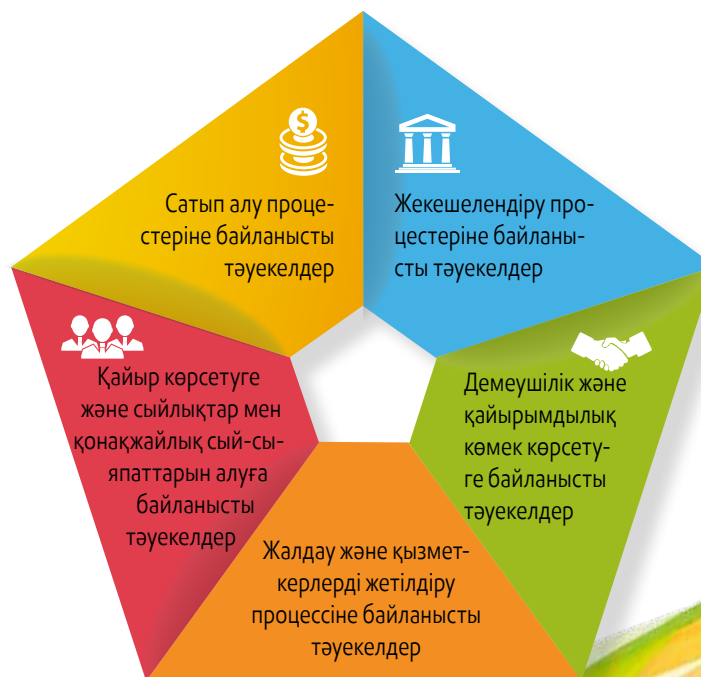 Сатып алу проце-
стеріне байланысты
тәуекелдер
Жекешелендіру про-
цестеріне байланы-
сты тәуекелдер
Қайыр көрсетуге
және сыйлықтар мен
қонақжайлық сый-сы-
япаттарын алуға
байланысты
тәуекелдер
Демеушілік және
қайырымдылық
көмек көрсету-
ге байланысты
тәуекелдер
Жалдау және қызмет-
керлерді жетілдіру
процессіне байланысты
тәуекелдер